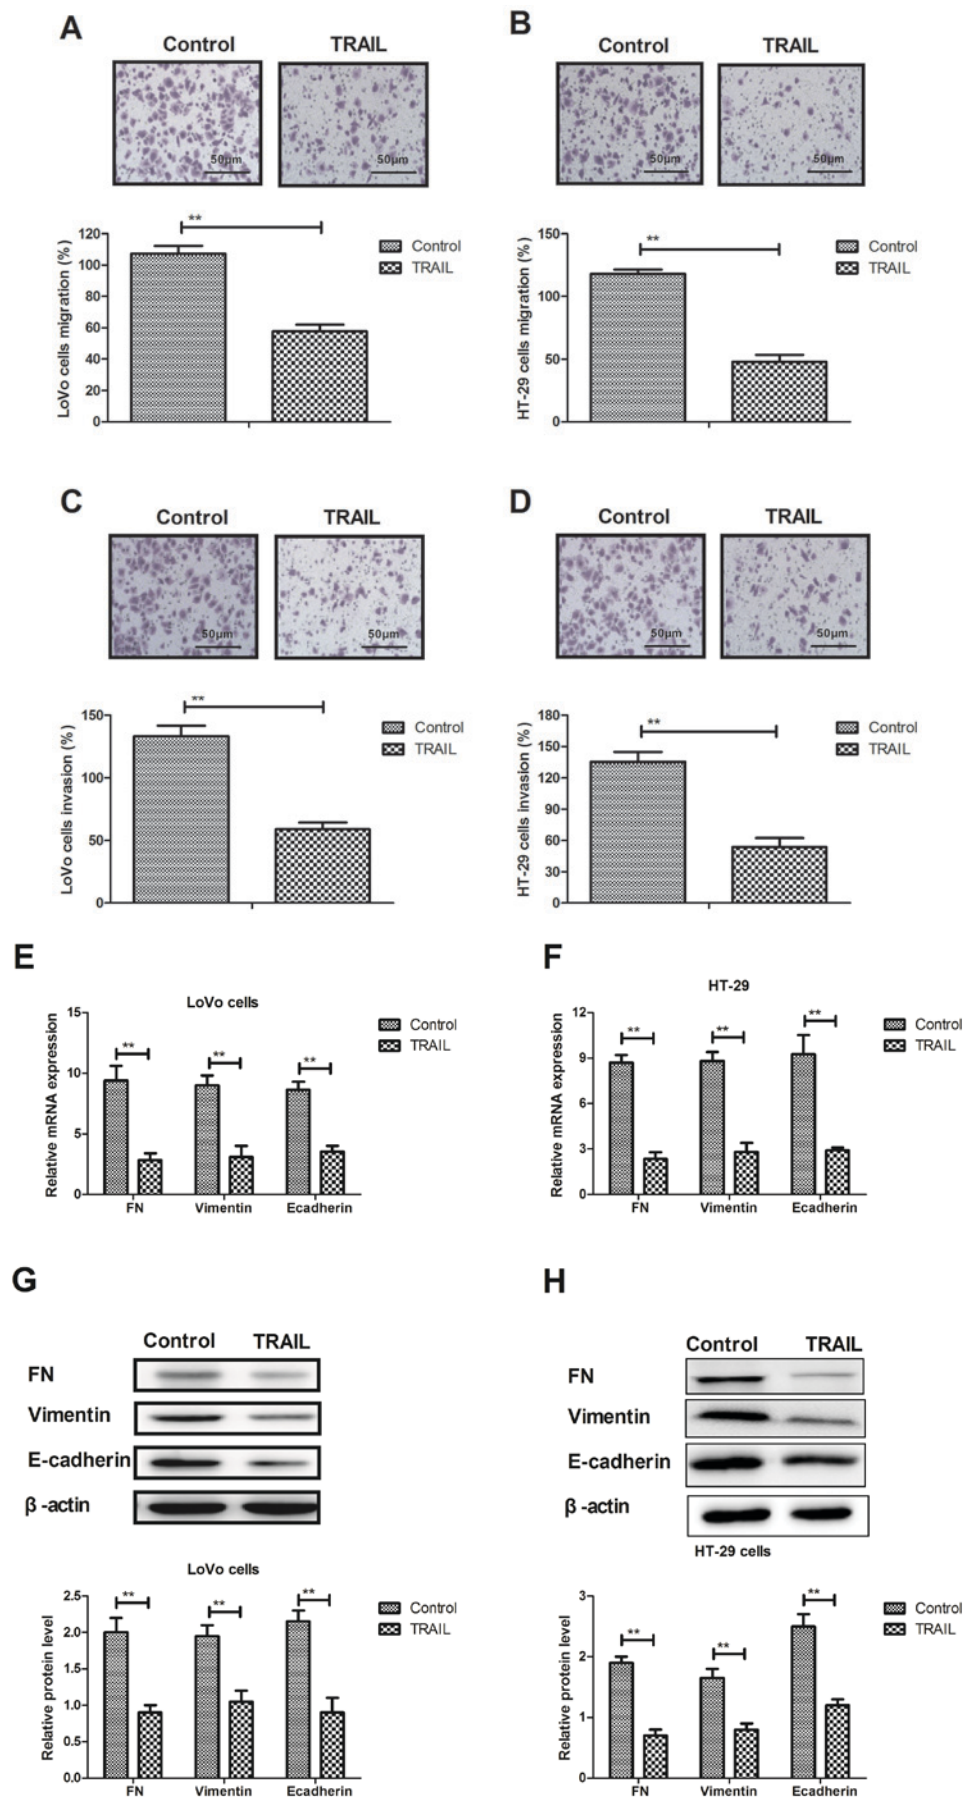 A
Control TRAIL
50μm 50μm
**
LoVo cells migration (%)
120
100
80
60
40
20
0
Control
TRAIL
B
Control TRAIL
50μm 50μm
**
HT-29 cells migration (%)
150
100
50
0
Control
TRAIL
C
Control TRAIL
50μm 50μm
**
LoVo cells invasion (%)
150
100
50
0
Control
TRAIL
D
Control TRAIL
50μm 50μm
**
HT-29 cells invasion (%)
180
150
120
90
60
30
0
Control
TRAIL
E
LoVo cells
Relative mRNA expression
15
10
5
0
** ** **
FN Vimentin Ecadherin
Control
TRAIL
F
HT-29
Relative mRNA expression
12
9
6
3
0
** ** **
FN Vimentin Ecadherin
Control
TRAIL
G
Control TRAIL
FN
Vimentin
E-cadherin
β-actin
LoVo cells
Relative protein level
2.5
2.0
1.5
1.0
0.5
0.0
** ** **
FN Vimentin Ecadherin
Control
TRAIL
H
Control TRAIL
FN
Vimentin
E-cadherin
β-actin
HT-29 cells
Relative protein level
3
2
1
0
** ** **
FN Vimentin Ecadherin
Control
TRAIL